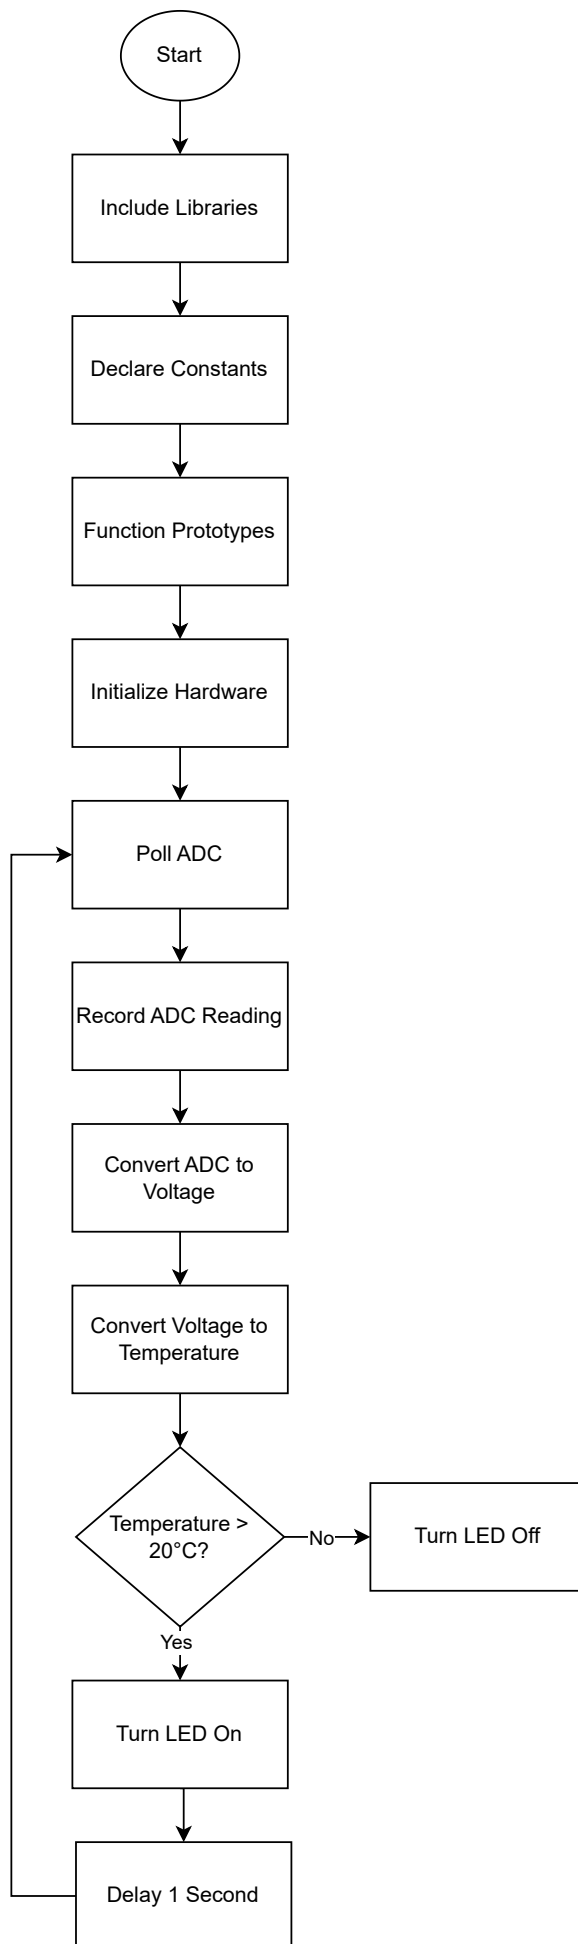 Start
Include Libraries
Declare Constants
Function Prototypes
Initialize Hardware
Poll ADC
Record ADC Reading
Convert ADC to
Voltage
Convert Voltage to
Temperature
Temperature >
20°C?
No
Turn LED Off
Yes
Turn LED On
Delay 1 Second